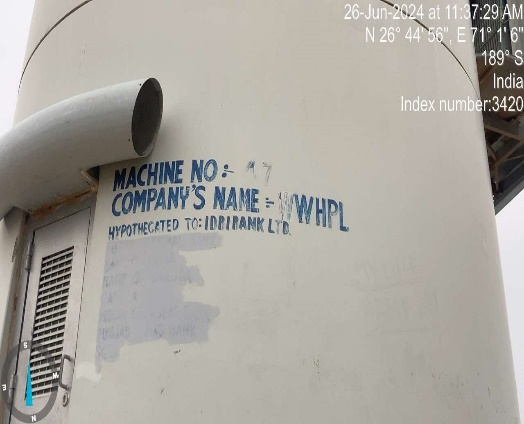 26-Jun-2024 at 11:37:29 AM
N 26° 44' 56", E 71° 1' 6"
189° S
India
Index number:3420
MACHINE NO :-
COMPANY'S NAME :- WWHPL
HYPOTHECATED TO: IDBI BANK LTD.
S
E
W
N